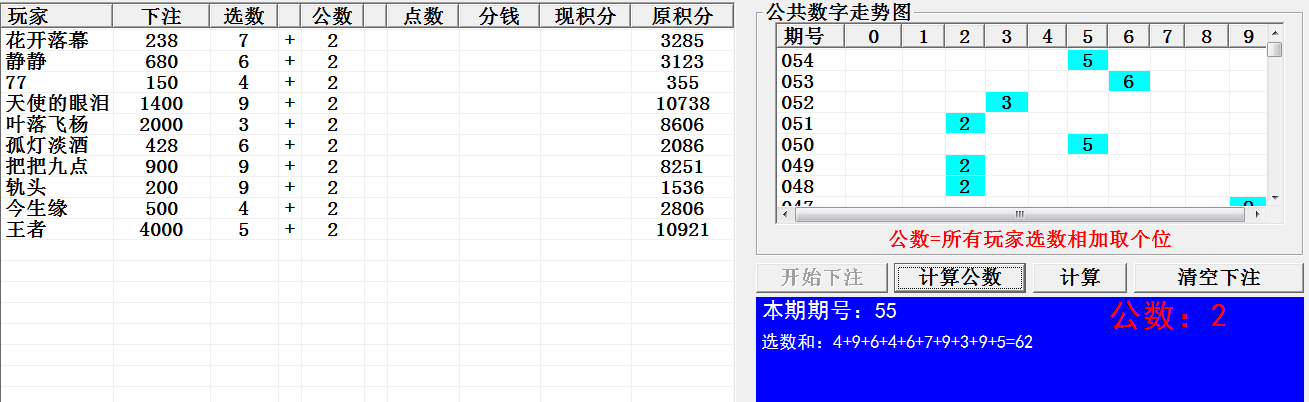 玩家 下注 选数 公数 点数 分钱 现积分 原积分
花开落幕 238 7 + 2 3285
静静 680 6 + 2 3123
77 150 4 + 2 355
天使的眼泪 1400 9 + 2 10738
叶落飞杨 2000 3 + 2 8606
孤灯淡酒 428 6 + 2 2086
把把九点 900 9 + 2 8251
轨头 200 9 + 2 1536
今生缘 500 4 + 2 2806
王者 4000 5 + 2 10921
公共数字走势图
期号 0 1 2 3 4 5 6 7 8 9
054 5
053 6
052 3
051 2
050 5
049 2
048 2
047 9
公数=所有玩家选数相加取个位
开始下注 计算公数 计算 清空下注
本期期号：55 公数：2
选数和：4+9+6+4+6+7+9+3+9+5=62